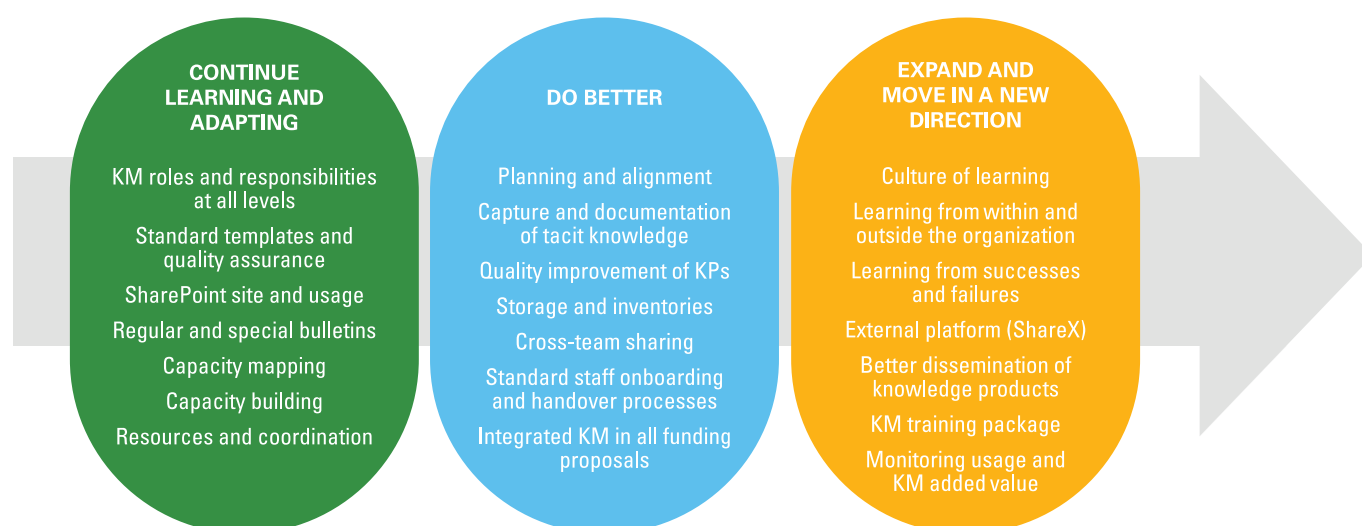 CONTINUE
LEARNING AND
ADAPTING
KM roles and responsibilities
at all levels
Standard templates and
quality assurance
SharePoint site and usage
Regular and special bulletins
Capacity mapping
Capacity building
Resources and coordination
DO BETTER
Planning and alignment
Capture and documentation
of tacit knowledge
Quality improvement of KPs
Storage and inventories
Cross-team sharing
Standard staff onboarding
and handover processes
Integrated KM in all funding
proposals
EXPAND AND
MOVE IN A NEW
DIRECTION
Culture of learning
Learning from within and
outside the organization
Learning from successes
and failures
External platform (ShareX)
Better dissemination of
knowledge products
KM training package
Monitoring usage and
KM added value